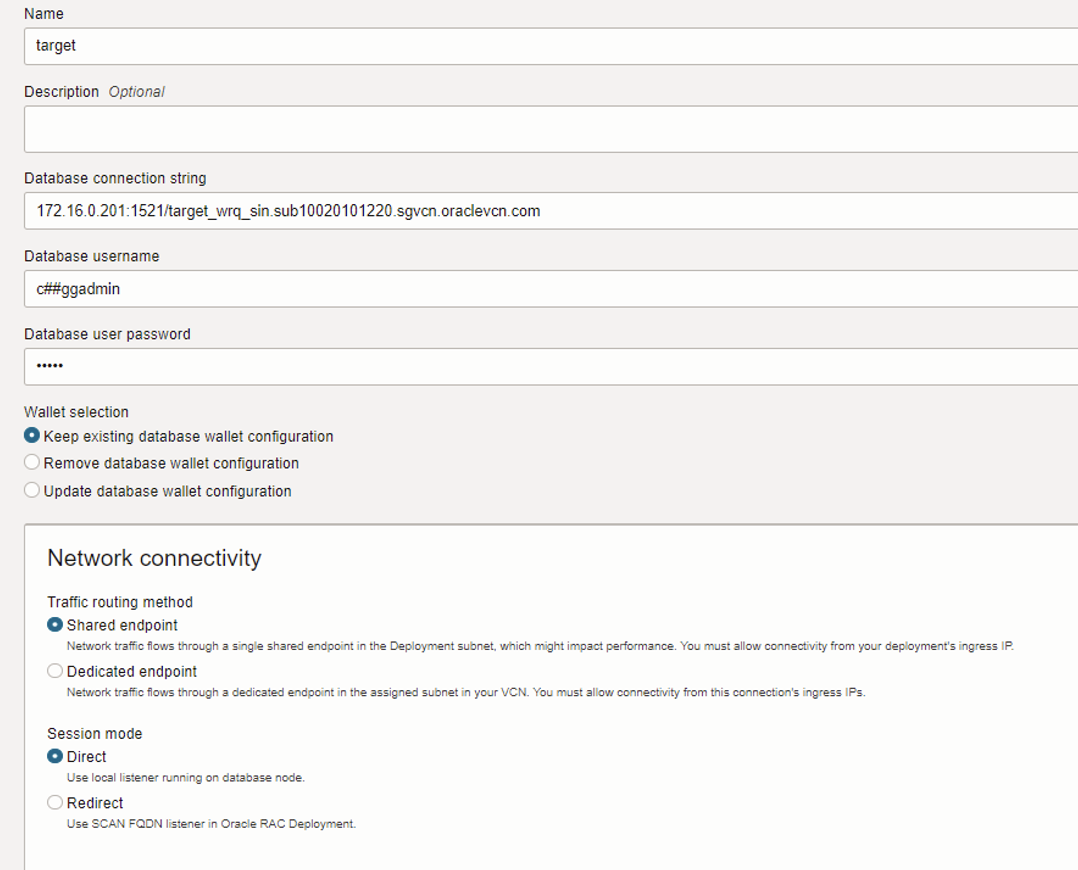 Name
target
Description Optional
Database connection string
172.16.0.201:1521/target_wrq_sin.sub10020101220.sgvcn.oraclevcn.com
Database username
c##ggadmin
Database user password
•••••
Wallet selection
Keep existing database wallet configuration
Remove database wallet configuration
Update database wallet configuration
Network connectivity
Traffic routing method
Shared endpoint
Network traffic flows through a single shared endpoint in the Deployment subnet, which might impact performance. You must allow connectivity from your deployment's ingress IP.
Dedicated endpoint
Network traffic flows through a dedicated endpoint in the assigned subnet in your VCN. You must allow connectivity from this connection's ingress IPs.
Session mode
Direct
Use local listener running on database node.
Redirect
Use SCAN FQDN listener in Oracle RAC Deployment.